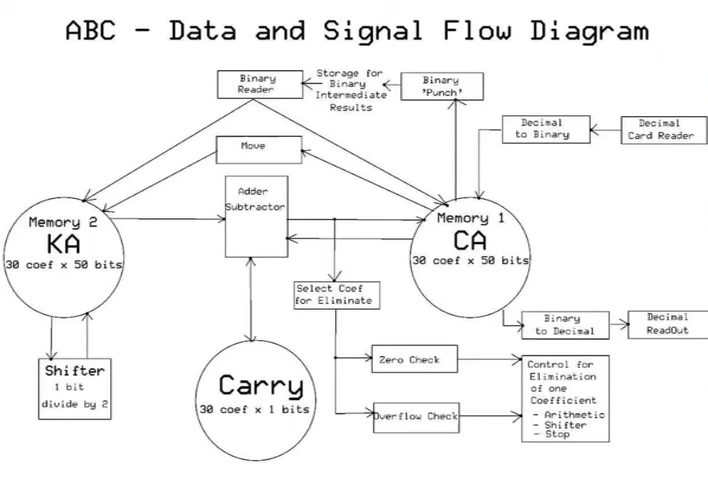 ABC - Data and Signal Flow Diagram
Binary
Reader
Storage for
Binary
Intermediate
Results
Binary
'Punch'
Decimal
to Binary
Decimal
Card Reader
Move
Adder
Subtractor
Memory 2
KA
30 coef x 50 bits
Memory 1
CA
30 coef x 50 bits
Select Coef
for Eliminate
Binary
to Decimal
Decimal
ReadOut
Shifter
1 bit
divide by 2
Carry
30 coef x 1 bits
Zero Check
Overflow Check
Control for
Elimination
of one
Coefficient
- Arithmetic
- Shifter
- Stop